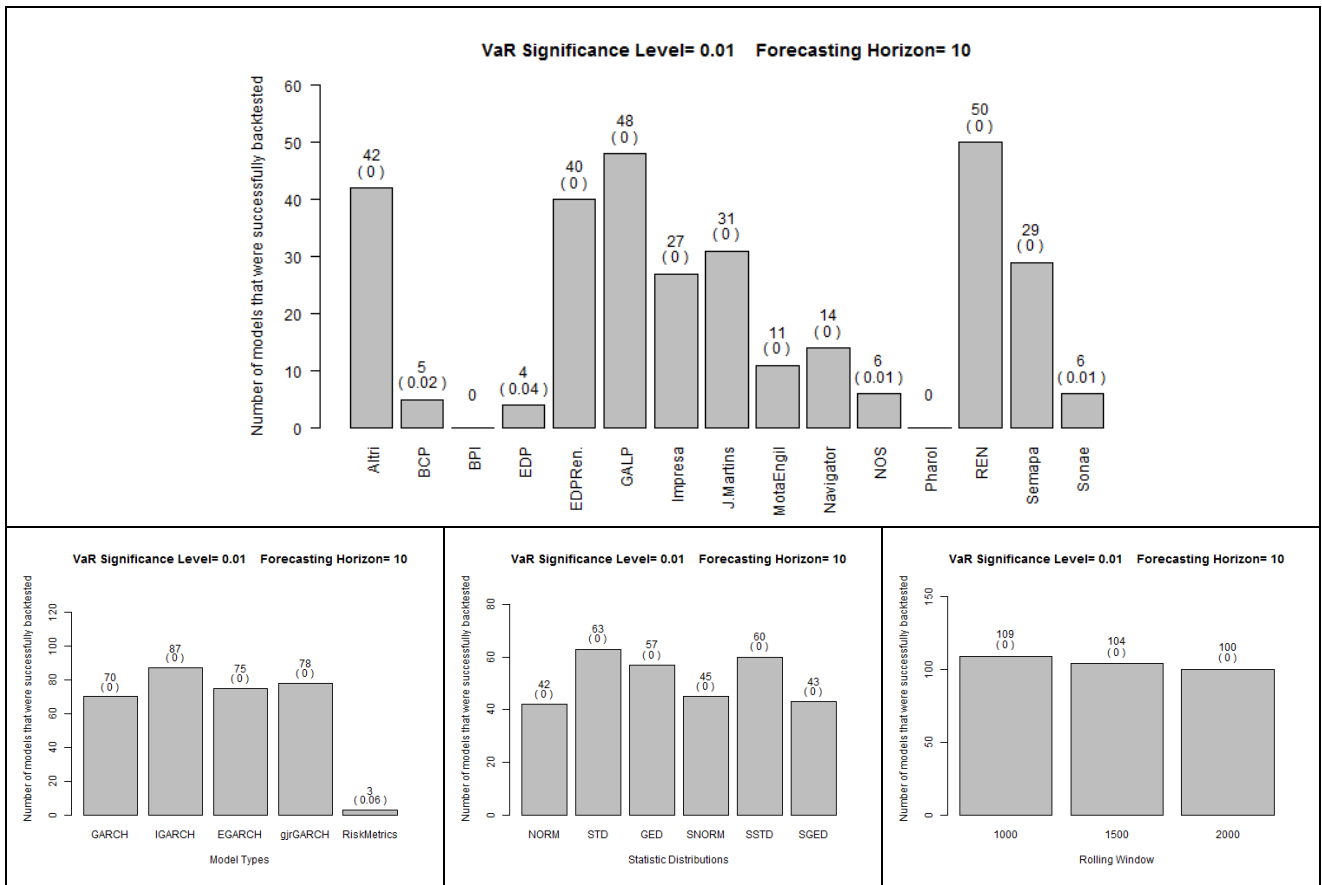 VaR Significance Level= 0.01 Forecasting Horizon= 10
Number of models that were successfully backtested
60
50
40
30
20
10
0
42
( 0 )
5
( 0.02 )
0
4
( 0.04 )
40
( 0 )
48
( 0 )
27
( 0 )
31
( 0 )
11
( 0 )
14
( 0 )
6
( 0.01 )
0
50
( 0 )
29
( 0 )
6
( 0.01 )
Altri
BCP
BPI
EDP
EDPRen.
GALP
Impresa
J.Martins
MotaEngil
Navigator
NOS
Pharol
REN
Semapa
Sonae
VaR Significance Level= 0.01 Forecasting Horizon= 10
Number of models that were successfully backtested
120
100
80
60
40
20
0
70
( 0 )
87
( 0 )
75
( 0 )
78
( 0 )
3
( 0.06 )
GARCH
IGARCH
EGARCH
gjrGARCH
RiskMetrics
Model Types
VaR Significance Level= 0.01 Forecasting Horizon= 10
Number of models that were successfully backtested
80
60
40
20
0
42
( 0 )
63
( 0 )
57
( 0 )
45
( 0 )
60
( 0 )
43
( 0 )
NORM
STD
GED
SNORM
SSTD
SGED
Statistic Distributions
VaR Significance Level= 0.01 Forecasting Horizon= 10
Number of models that were successfully backtested
150
100
50
0
109
( 0 )
104
( 0 )
100
( 0 )
1000
1500
2000
Rolling Window